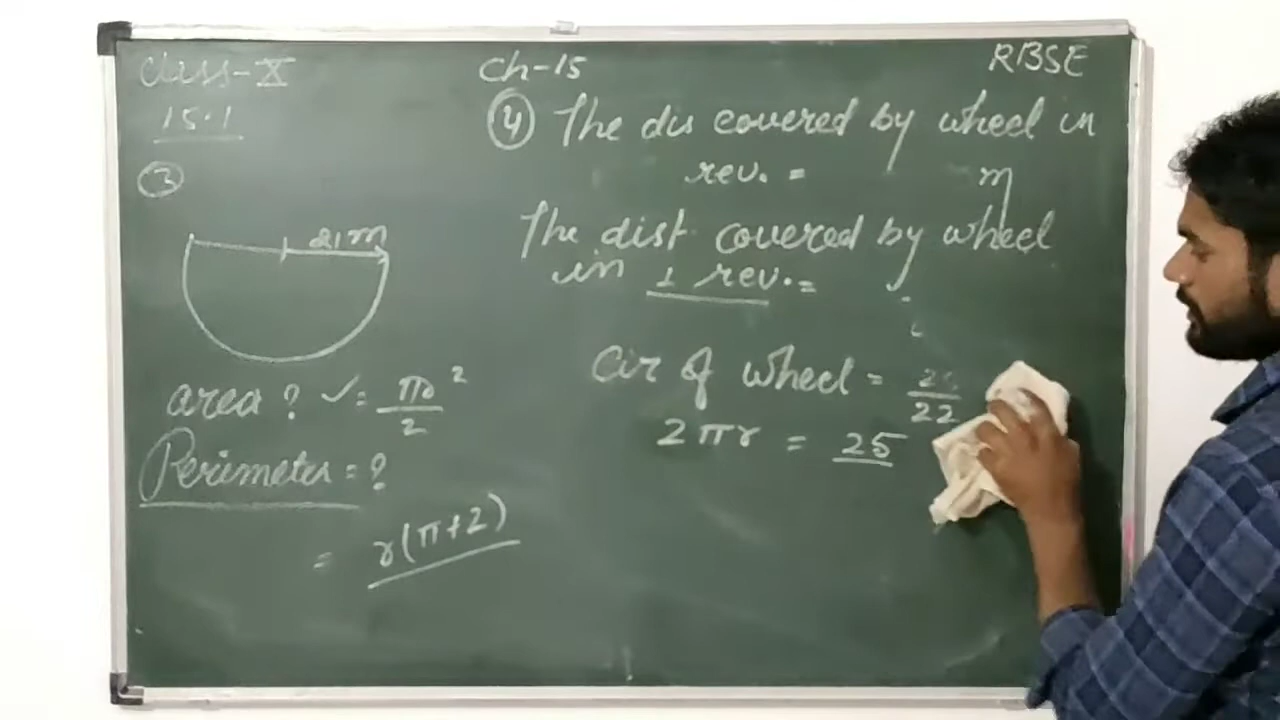 Class-X
Ch-15
RBSE
15.1
③
21m
area ? ✓ = πr²/2
Perimeter = ?
= r(π+2)
④ The dis covered by wheel in
rev. = m
The dist covered by wheel
in 1 rev. =
Cir of wheel = 22
2πr = 25